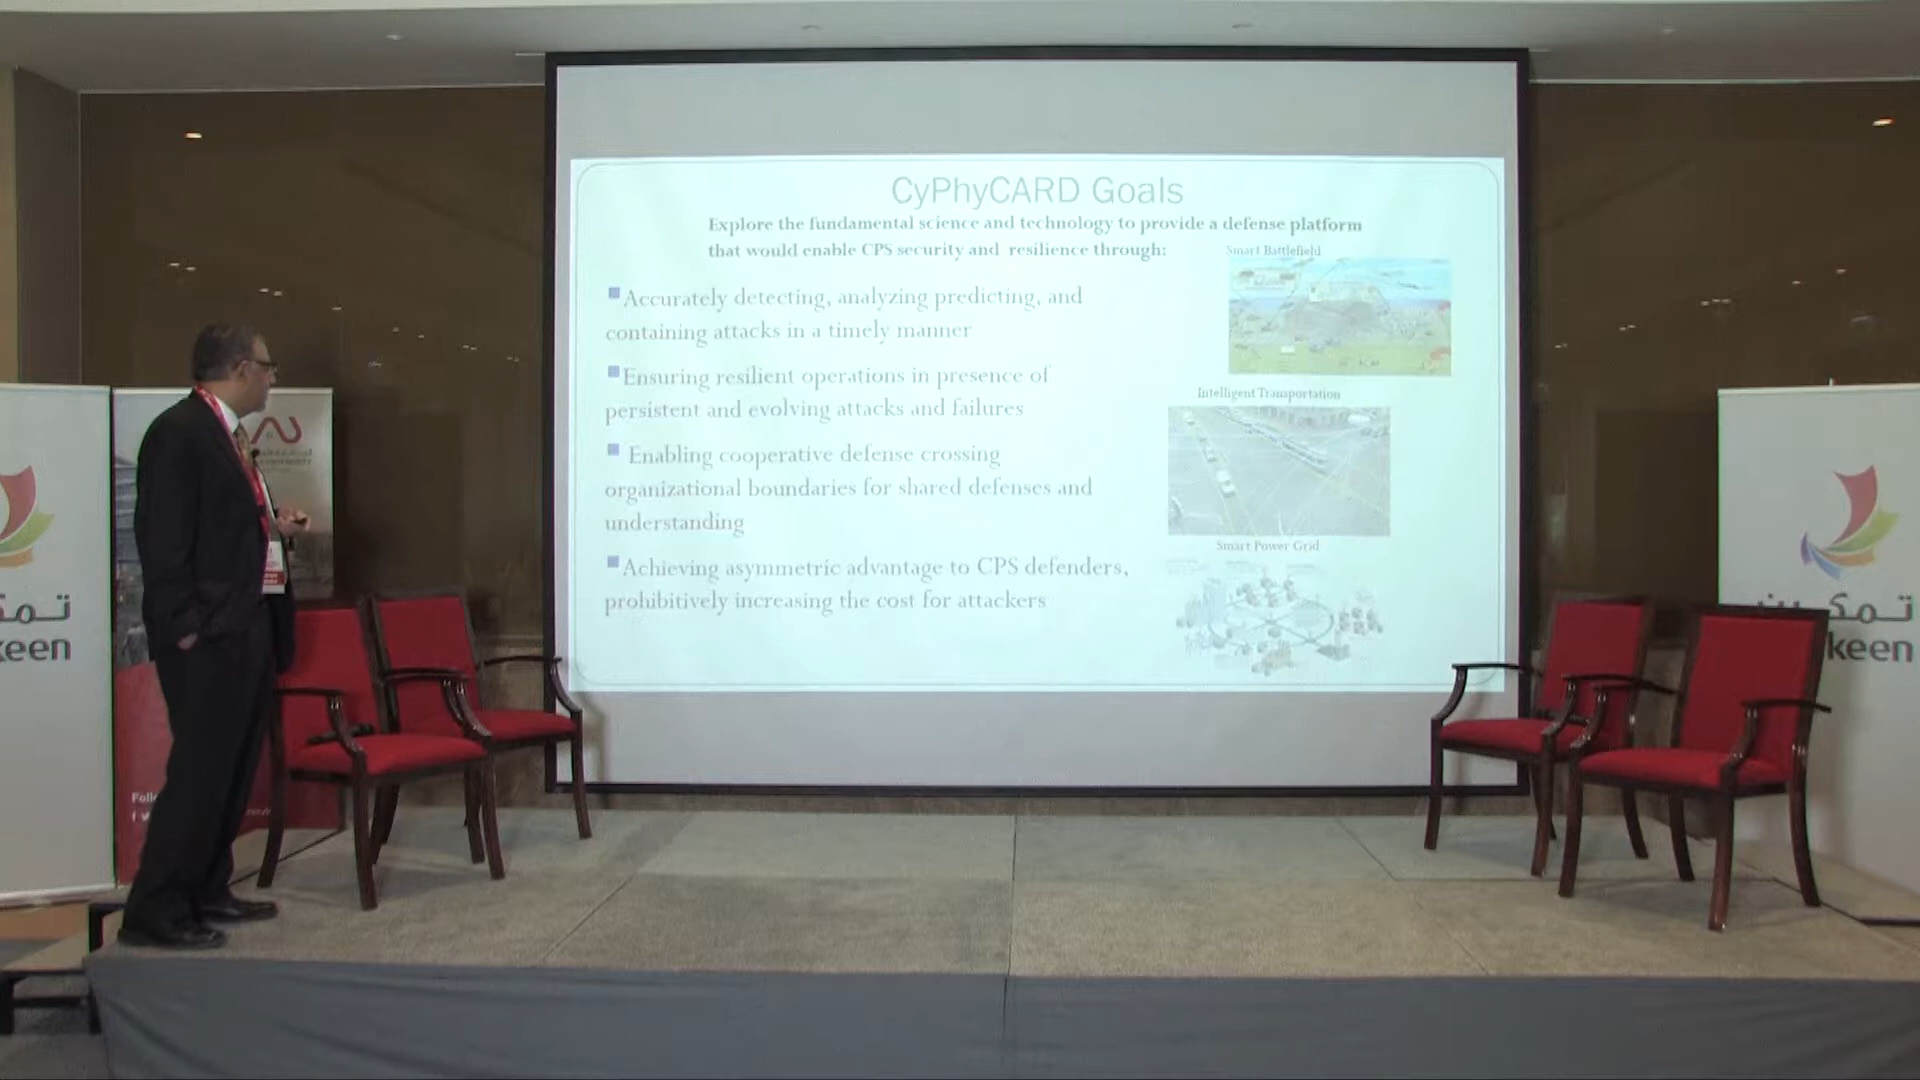 CyPhyCARD Goals
Explore the fundamental science and technology to provide a defense platform
that would enable CPS security and resilience through:
Smart Battlefield
Accurately detecting, analyzing predicting, and
containing attacks in a timely manner
Ensuring resilient operations in presence of
persistent and evolving attacks and failures
Intelligent Transportation
Enabling cooperative defense crossing
organizational boundaries for shared defenses and
understanding
Smart Power Grid
Achieving asymmetric advantage to CPS defenders,
prohibitively increasing the cost for attackers
تمكين
keen
keen